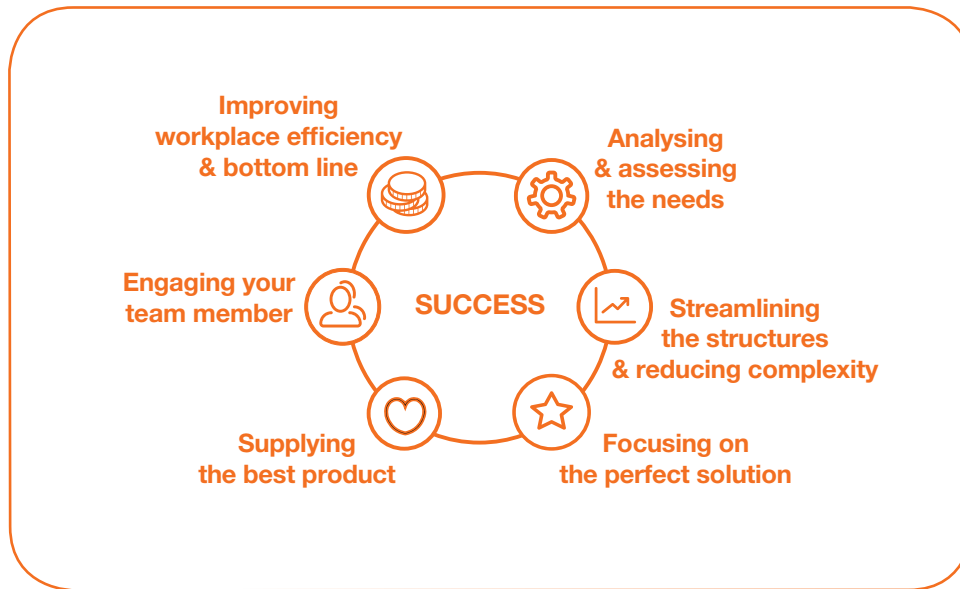 Improving
workplace efficiency
& bottom line
Analysing
& assessing
the needs
Engaging your
team member
SUCCESS
Streamlining
the structures
& reducing complexity
Supplying
the best product
Focusing on
the perfect solution